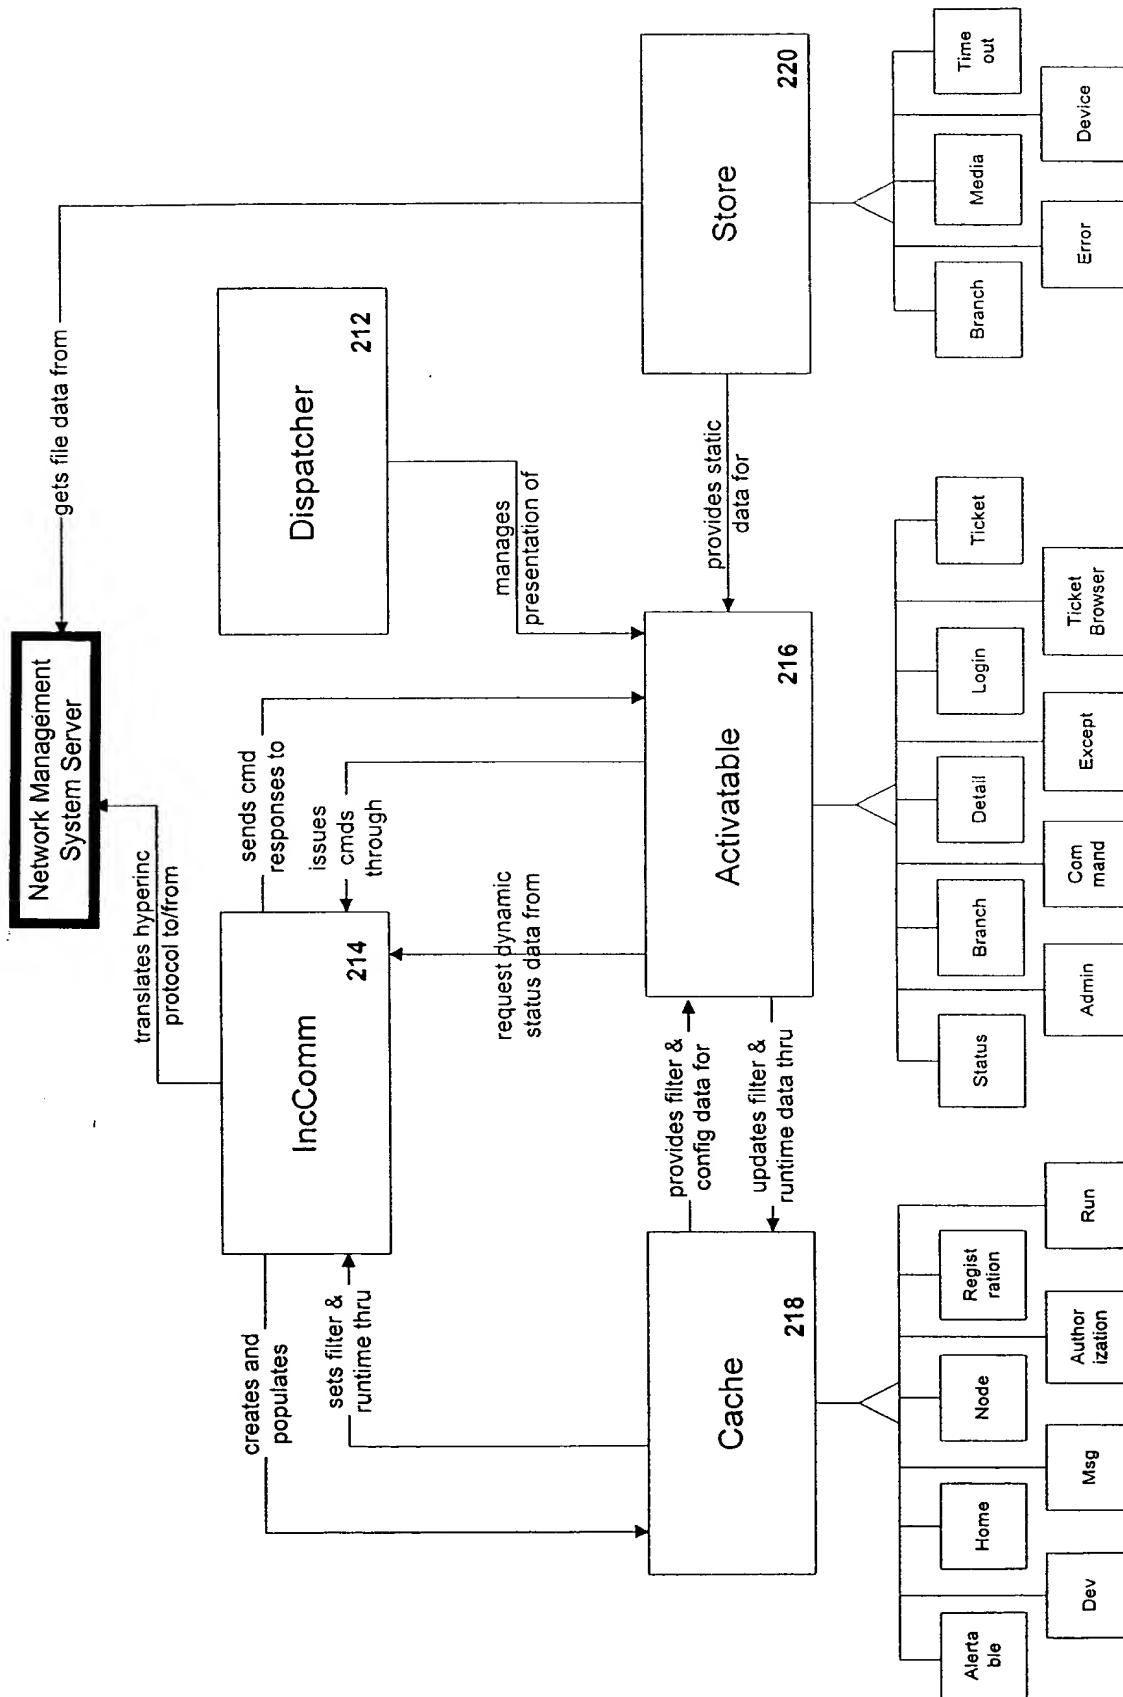 Network Management
System Server
translates hyperinc
protocol to/from
gets file data from
IncComm
214
Dispatcher
212
creates and
populates
sets filter &
runtime thru
sends cmd
responses to
issues
cmds
through
request dynamic
status data from
manages
presentation of
Cache
218
provides filter &
config data for
updates filter &
runtime data thru
Activatable
216
provides static
data for
Store
220
Alerta
ble
Dev
Home
Msg
Node
Author
ization
Regist
ration
Run
Status
Admin
Branch
Com
mand
Detail
Except
Login
Ticket
Browser
Ticket
Branch
Error
Media
Device
Time
out